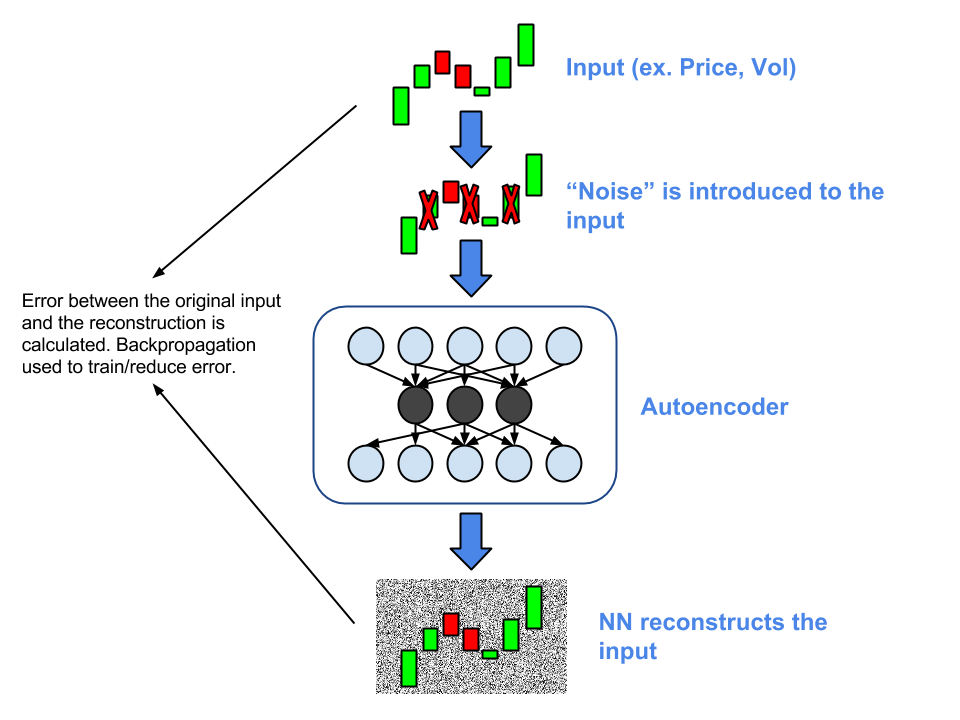 Input (ex. Price, Vol)
“Noise” is introduced to the
input
Error between the original input
and the reconstruction is
calculated. Backpropagation
used to train/reduce error.
Autoencoder
NN reconstructs the
input